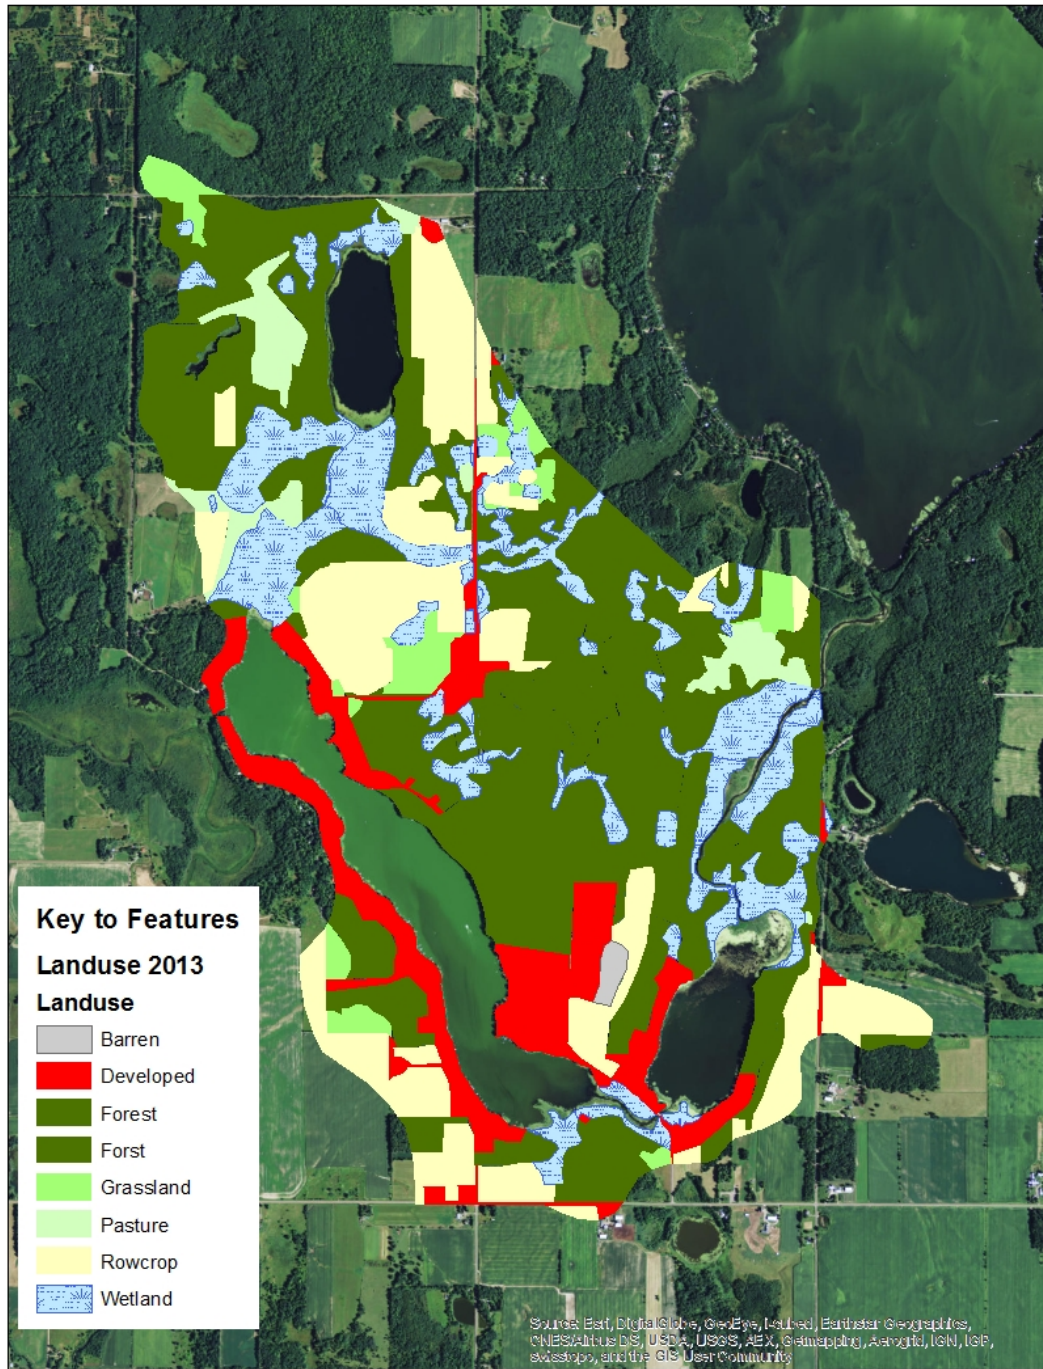 Key to Features
Landuse 2013
Landuse
Barren
Developed
Forest
Forst
Grassland
Pasture
Rowcrop
Wetland
Source: Esri, DigitalGlobe, GeoEye, i-cubed, Earthstar Geographics,
CNES/Airbus DS, USDA, USGS, AEX, Getmapping, Aerogrid, IGN, IGP,
swisstopo, and the GIS User Community